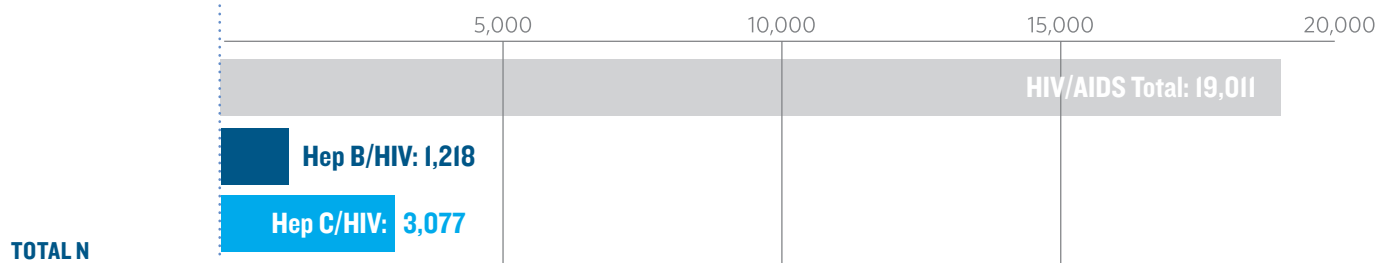 5,000 10,000 15,000 20,000
HIV/AIDS Total: 19,011
Hep B/HIV: 1,218
Hep C/HIV: 3,077
TOTAL N